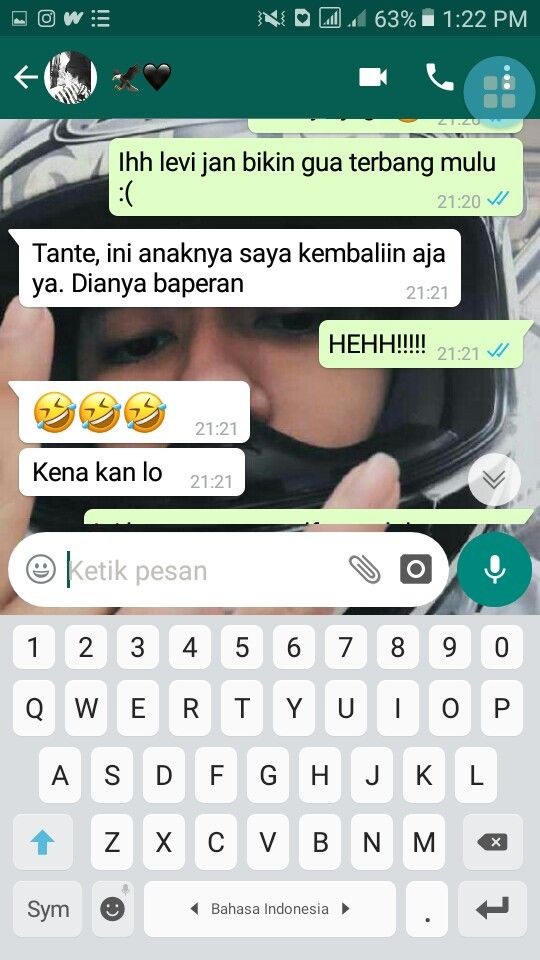 63% 1:22 PM
Ihh levi jan bikin gua terbang mulu
:(
21:20
Tante, ini anaknya saya kembaliin aja
ya. Dianya baperan
21:21
HEHH!!!!! 21:21
🤣🤣🤣 21:21
Kena kan lo 21:21
Ketik pesan
1 2 3 4 5 6 7 8 9 0
Q W E R T Y U I O P
A S D F G H J K L
Z X C V B N M
Sym Bahasa Indonesia .